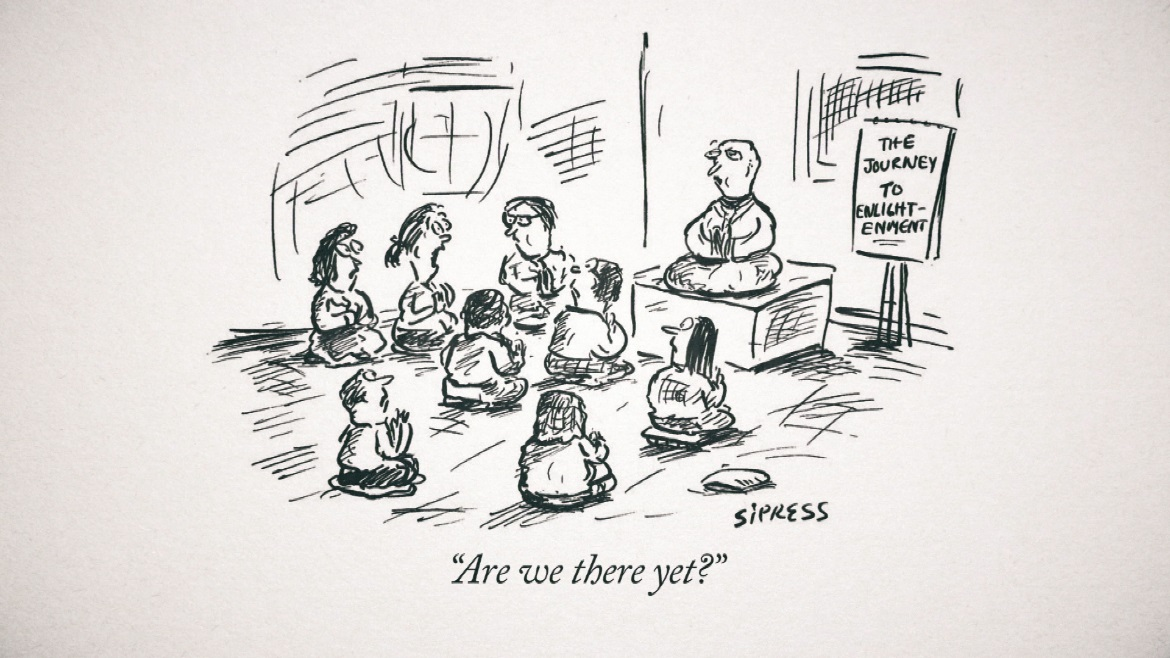 THE
JOURNEY
TO
ENLIGHT-
ENMENT
SIPRESS
“Are we there yet?”